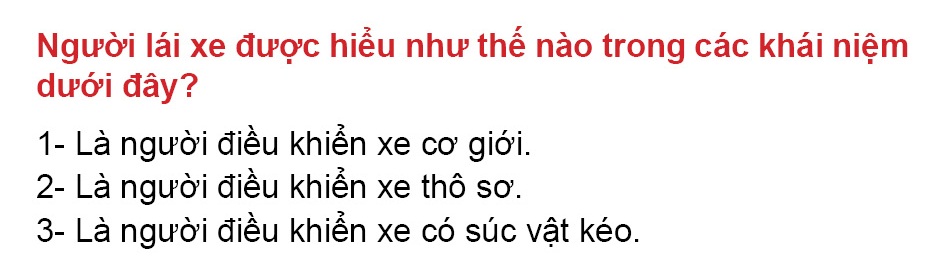 Người lái xe được hiểu như thế nào trong các khái niệm
dưới đây?
1- Là người điều khiển xe cơ giới.
2- Là người điều khiển xe thô sơ.
3- Là người điều khiển xe có súc vật kéo.